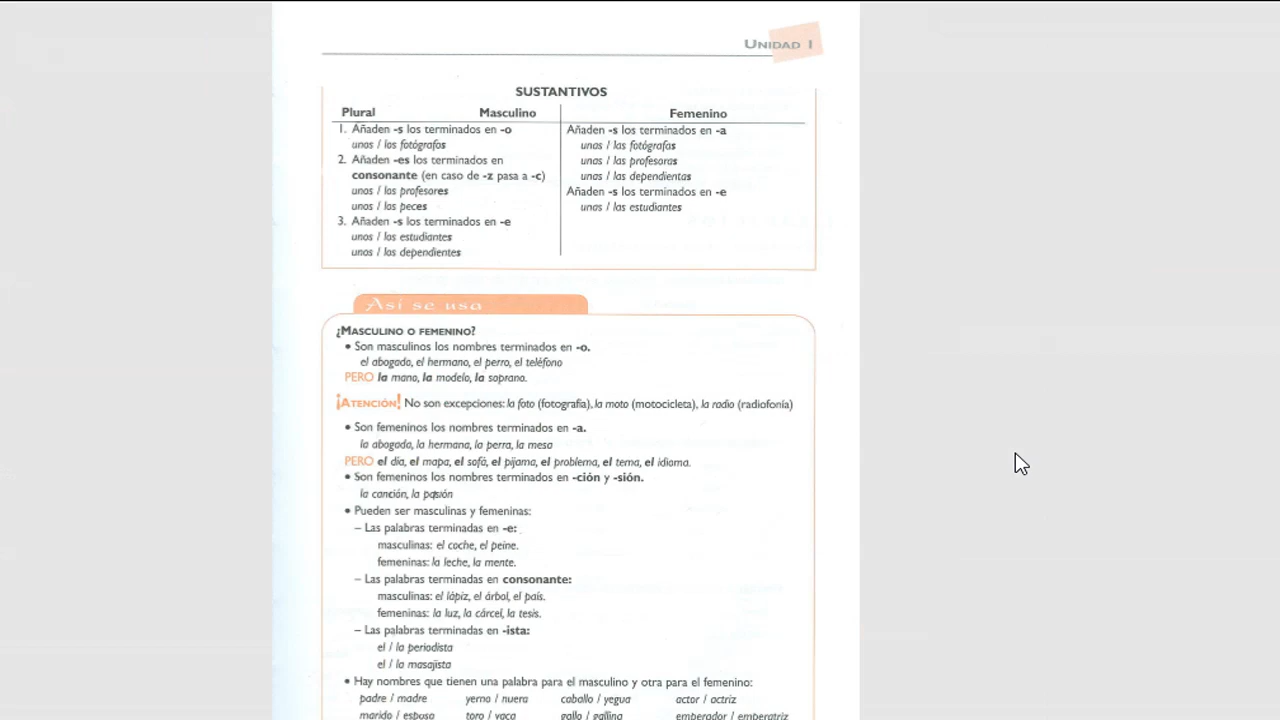 UNIDAD 1
SUSTANTIVOS
Plural Masculino
1. Añaden -s los terminados en -o
unos / los fotógrafos
2. Añaden -es los terminados en
consonante (en caso de -z pasa a -c)
unos / los profesores
unos / los peces
3. Añaden -s los terminados en -e
unos / los estudiantes
unos / los dependientes
Femenino
Añaden -s los terminados en -a
unas / las fotógrafas
unas / las profesoras
unas / las dependientas
Añaden -s los terminados en -e
unas / las estudiantes
Así se usa
¿MASCULINO O FEMENINO?
• Son masculinos los nombres terminados en -o.
el abogado, el hermano, el perro, el teléfono
PERO la mano, la modelo, la soprano.
¡ATENCIÓN! No son excepciones: la foto (fotografía), la moto (motocicleta), la radio (radiofonía)
• Son femeninos los nombres terminados en -a.
la abogada, la hermana, la perra, la mesa
PERO el día, el mapa, el sofá, el pijama, el problema, el tema, el idioma.
• Son femeninos los nombres terminados en -ción y -sión.
la canción, la pasión
• Pueden ser masculinas y femeninas:
– Las palabras terminadas en -e:
masculinas: el coche, el peine.
femeninas: la leche, la mente.
– Las palabras terminadas en consonante:
masculinas: el lápiz, el árbol, el país.
femeninas: la luz, la cárcel, la tesis.
– Las palabras terminadas en -ista:
el / la periodista
el / la masajista
• Hay nombres que tienen una palabra para el masculino y otra para el femenino:
padre / madre yerno / nuera caballo / yegua actor / actriz
marido / esposa toro / vaca gallo / gallina emperador / emperatriz